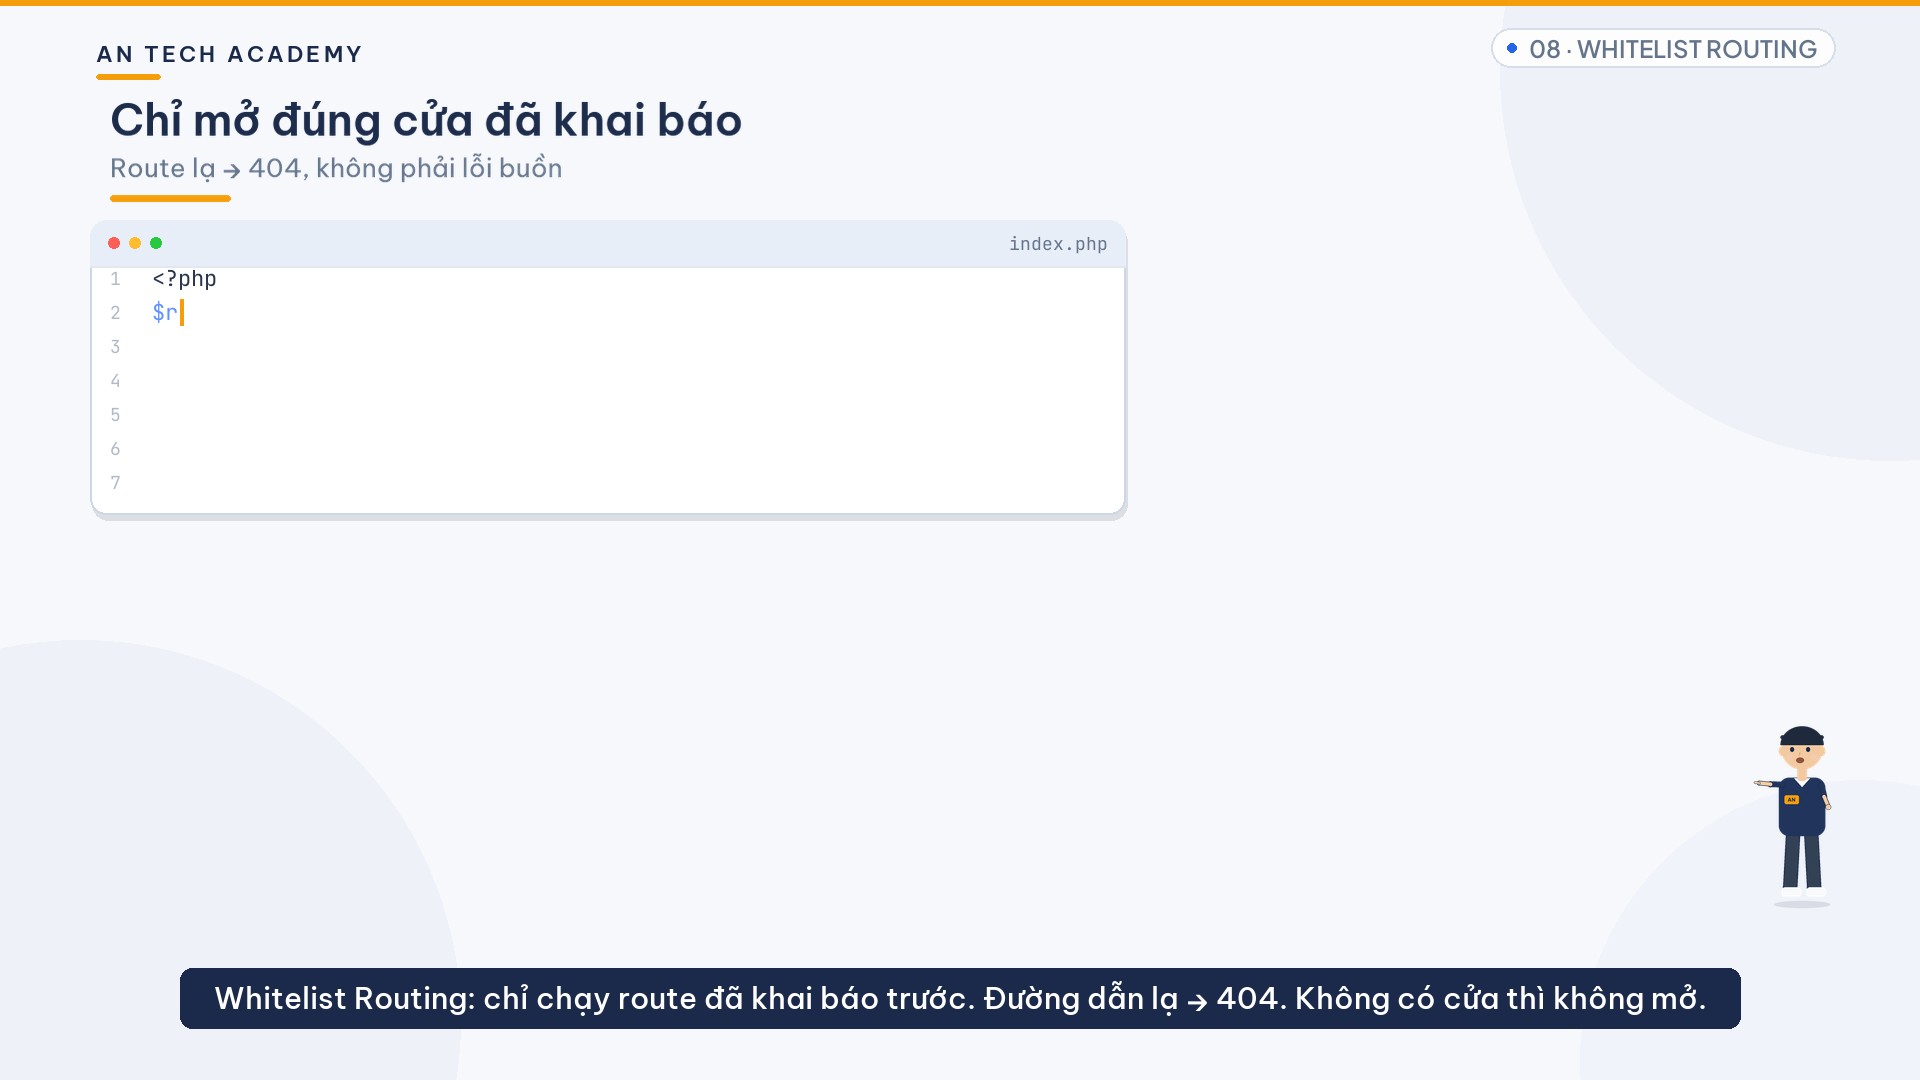 AN TECH ACADEMY
08 · WHITELIST ROUTING
Chỉ mở đúng cửa đã khai báo
Route lạ → 404, không phải lỗi buồn
index.php
1 <?php
2 $r
3
4
5
6
7
AN
Whitelist Routing: chỉ chạy route đã khai báo trước. Đường dẫn lạ → 404. Không có cửa thì không mở.